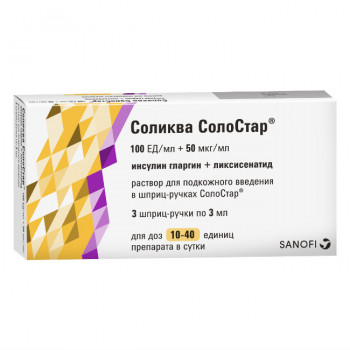 Соликва СолоСтар®
100 ЕД/мл + 50 мкг/мл
инсулин гларгин + ликсисенатид
раствор для подкожного введения
в шприц-ручках СолоСтар®
3 шприц-ручки по 3 мл
для доз 10-40 единиц
препарата в сутки
SANOFI